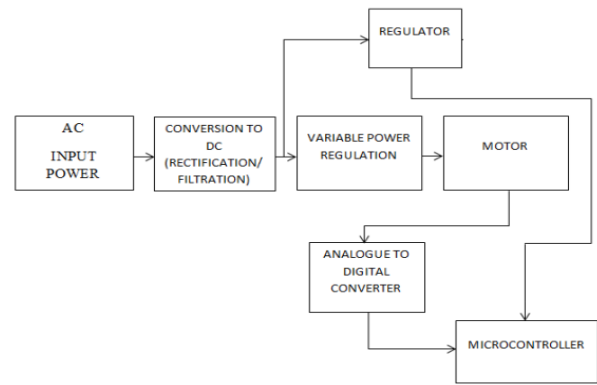 REGULATOR
AC
INPUT
POWER
CONVERSION TO
DC
(RECTIFICATION/
FILTRATION)
VARIABLE POWER
REGULATION
MOTOR
ANALOGUE TO
DIGITAL
CONVERTER
MICROCONTROLLER